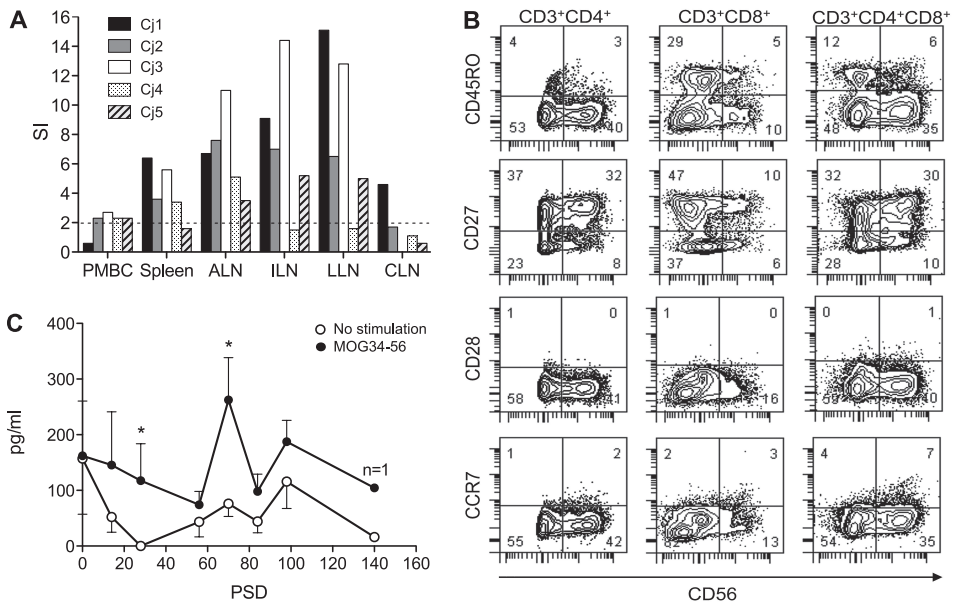 A
Cj1
Cj2
Cj3
Cj4
Cj5
SI
16
14
12
10
8
6
4
2
0
PMBC Spleen ALN ILN LLN CLN
B
CD3+CD4+ CD3+CD8+ CD3+CD4+CD8+
CD45RO
4 3 29 5 12 6
53 40 10 48 35
CD27
37 32 47 10 32 30
23 8 37 6 28 10
CD28
1 0 1 0 0 1
58 41 16
CCR7
1 2 2 3 4 7
55 42 13 54 35
CD56
C
No stimulation
MOG34-56
pg/ml
400
300
200
100
0
* *
n=1
0 20 40 60 80 100 120 140 160
PSD